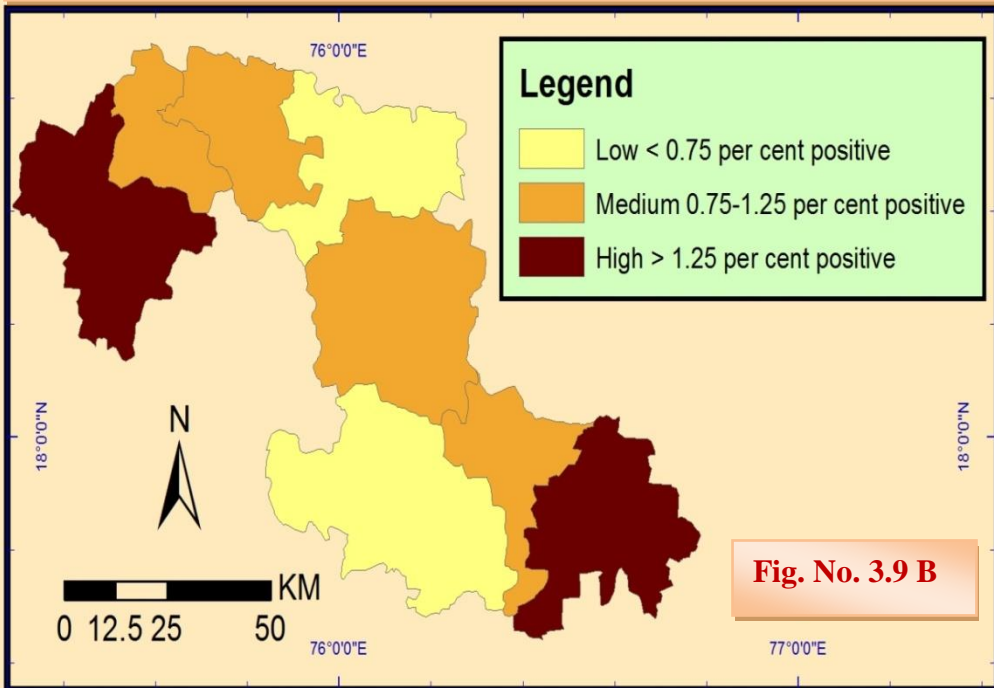 76°0'0"E
Legend
Low < 0.75 per cent positive
Medium 0.75-1.25 per cent positive
High > 1.25 per cent positive
18°0'0"N
18°0'0"N
N
KM
0 12.5 25 50
Fig. No. 3.9 B
76°0'0"E
77°0'0"E